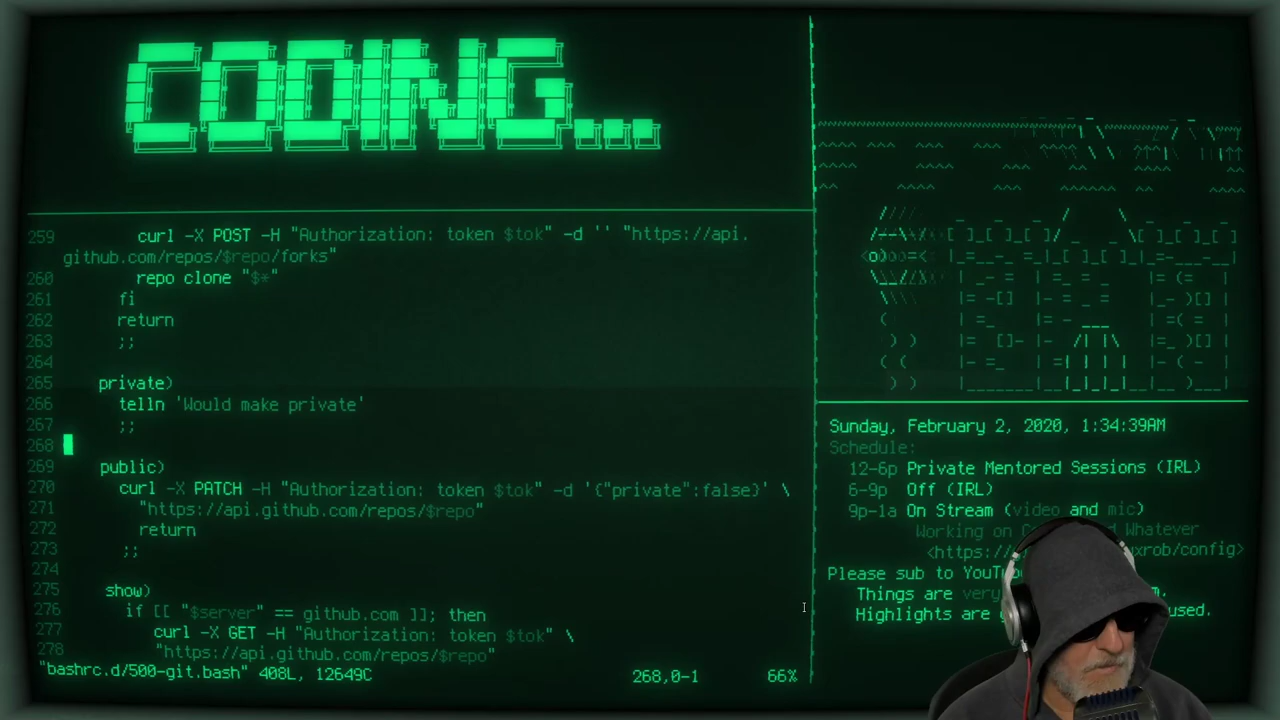 CODING...
259 curl -X POST -H "Authorization: token $tok" -d '' "https://api.
github.com/repos/$repo/forks"
260 repo clone "$*"
261 fi
262 return
263 ;;
264
265 private)
266 telln 'Would make private'
267 ;;
268
269 public)
270 curl -X PATCH -H "Authorization: token $tok" -d '{"private":false}' \
271 "https://api.github.com/repos/$repo"
272 return
273 ;;
274
275 show)
276 if [[ "$server" == github.com ]]; then
277 curl -X GET -H "Authorization: token $tok" \
278 "https://api.github.com/repos/$repo"
"bashrc.d/500-git.bash" 408L, 12649C 268,0-1 66%
Sunday, February 2, 2020, 1:34:39AM
Schedule:
12-6p Private Mentored Sessions (IRL)
6-9p Off (IRL)
9p-1a On Stream (video and mic)
Working on Whatever
<https:// xrob/config>
Please sub to
Things are
Highlights are